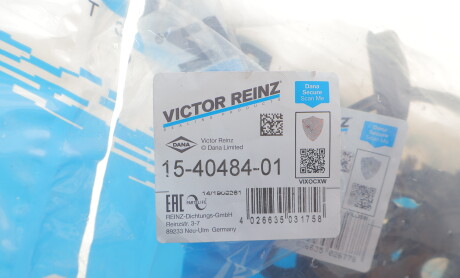 VICTOR REINZ®
Dana
Secure
Scan Me
DANA
Victor Reinz
© Dana Limited
15-40484-01
VIXOCXW
EAC
REINZ-Dichtungs-GmbH
Reinzstr. 3-7
89233 Neu-Ulm Germany
4 026635 031758